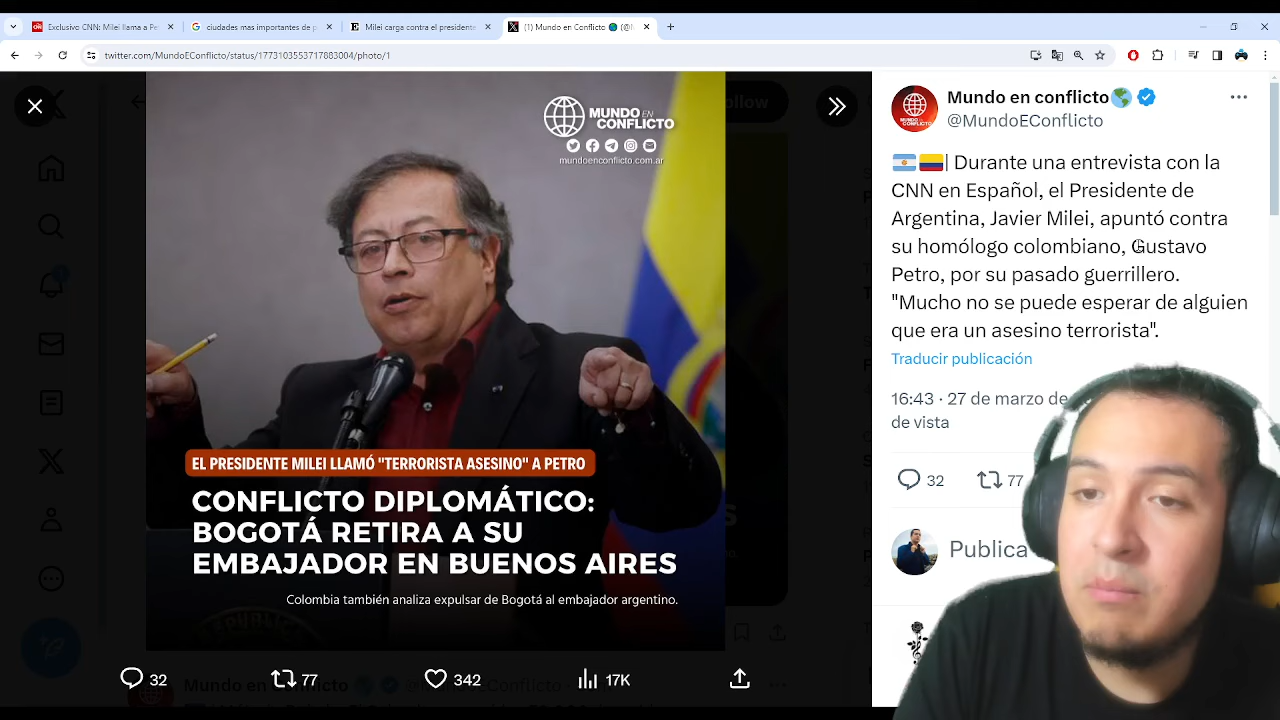 Exclusivo CNN: Milei llama a Pe
ciudades mas importantes de p
Milei carga contra el presidente
(1) Mundo en Conflicto
twitter.com/MundoEConflicto/status/1773103553717883004/photo/1
MUNDO EN
CONFLICTO
mundoenconflicto.com.ar
EL PRESIDENTE MILEI LLAMÓ "TERRORISTA ASESINO" A PETRO
CONFLICTO DIPLOMÁTICO:
BOGOTÁ RETIRA A SU
EMBAJADOR EN BUENOS AIRES
Colombia también analiza expulsar de Bogotá al embajador argentino.
32 77 342 17K
Mundo en Conflicto @MundoEConflicto
Mundo en conflicto
@MundoEConflicto
| Durante una entrevista con la
CNN en Español, el Presidente de
Argentina, Javier Milei, apuntó contra
su homólogo colombiano, Gustavo
Petro, por su pasado guerrillero.
"Mucho no se puede esperar de alguien
que era un asesino terrorista".
Traducir publicación
16:43 · 27 de marzo de
de vista
32 77
Publica